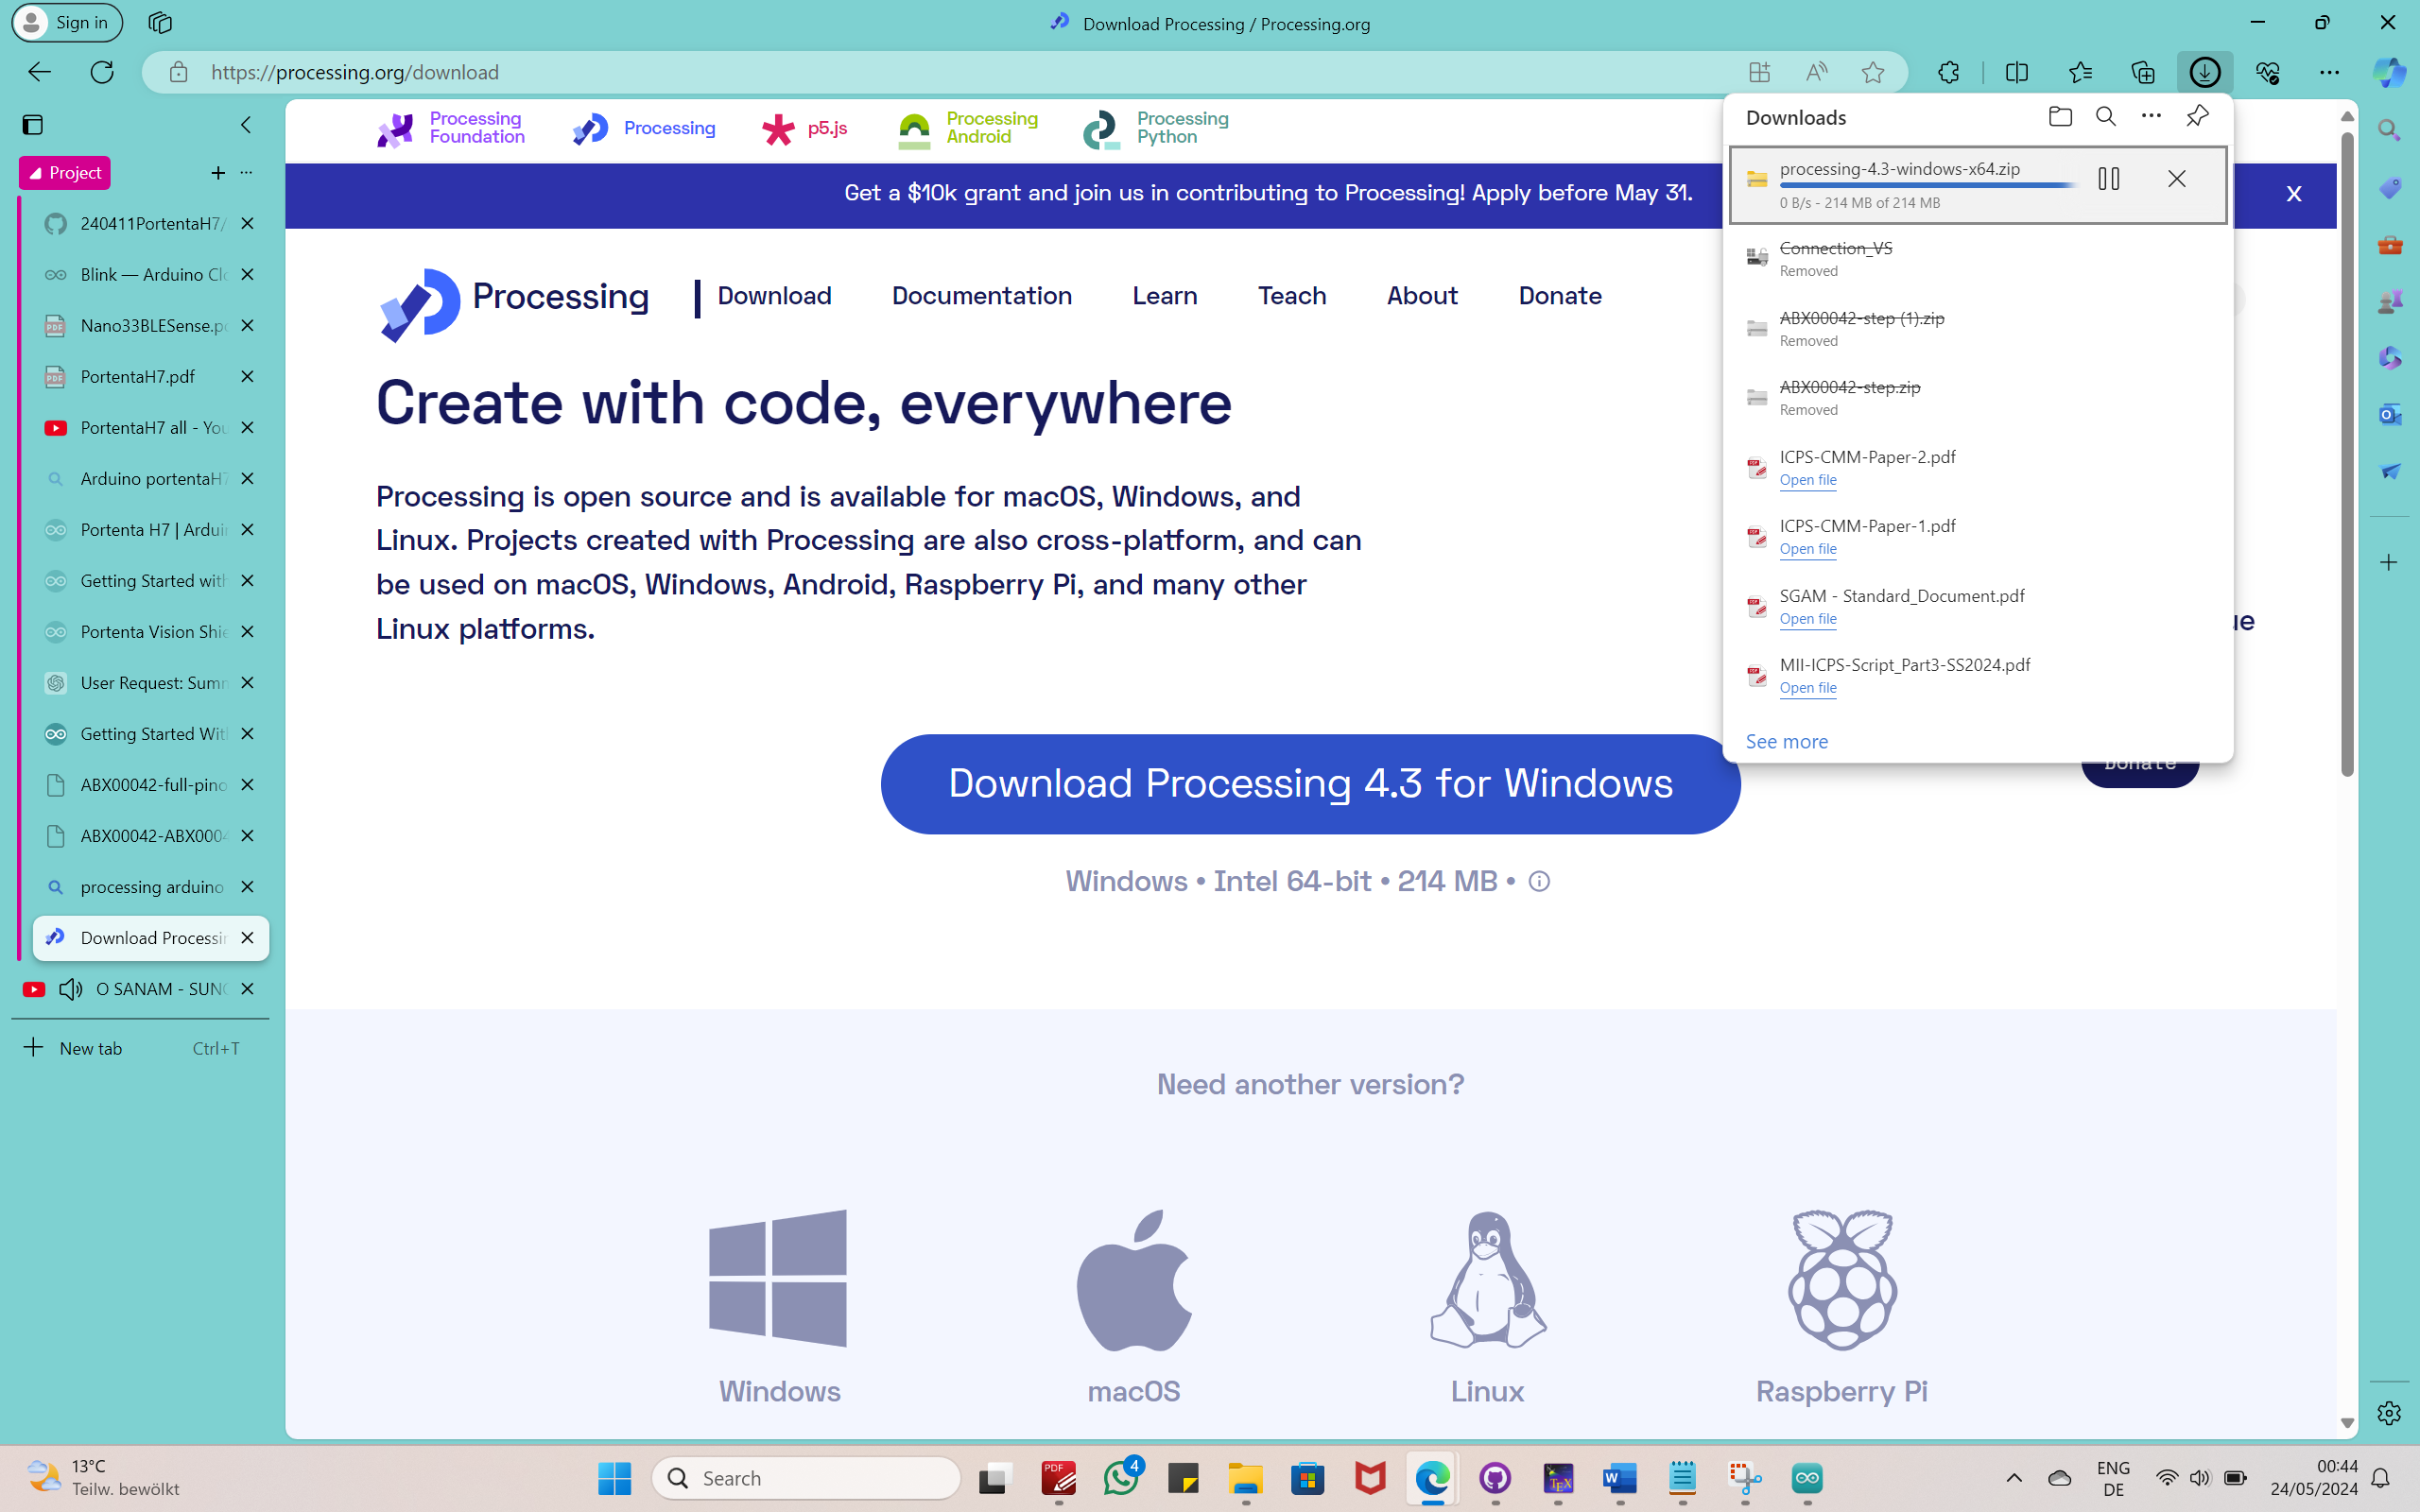 Sign in
Download Processing / Processing.org
https://processing.org/download
Project
240411PortentaH7/
Blink — Arduino Clo
Nano33BLESense.pd
PortentaH7.pdf
PortentaH7 all - You
Arduino portentaH7
Portenta H7 | Ardui
Getting Started with
Portenta Vision Shie
User Request: Summ
Getting Started With
ABX00042-full-pino
ABX00042-ABX0004
processing arduino
Download Processin
O SANAM - SUNO
New tab
Ctrl+T
Processing
Foundation
Processing
p5.js
Processing
Android
Processing
Python
Get a $10k grant and join us in contributing to Processing! Apply before May 31.
X
Processing
Download
Documentation
Learn
Teach
About
Donate
Create with code, everywhere
Processing is open source and is available for macOS, Windows, and
Linux. Projects created with Processing are also cross-platform, and can
be used on macOS, Windows, Android, Raspberry Pi, and many other
Linux platforms.
Download Processing 4.3 for Windows
Windows • Intel 64-bit • 214 MB •
Donate
Need another version?
Windows
macOS
Linux
Raspberry Pi
Downloads
processing-4.3-windows-x64.zip
0 B/s - 214 MB of 214 MB
Connection_VS
Removed
ABX00042-step (1).zip
Removed
ABX00042-step.zip
Removed
ICPS-CMM-Paper-2.pdf
Open file
ICPS-CMM-Paper-1.pdf
Open file
SGAM - Standard_Document.pdf
Open file
MII-ICPS-Script_Part3-SS2024.pdf
Open file
See more
13°C
Teilw. bewölkt
Search
PDF
4
ENG
DE
00:44
24/05/2024